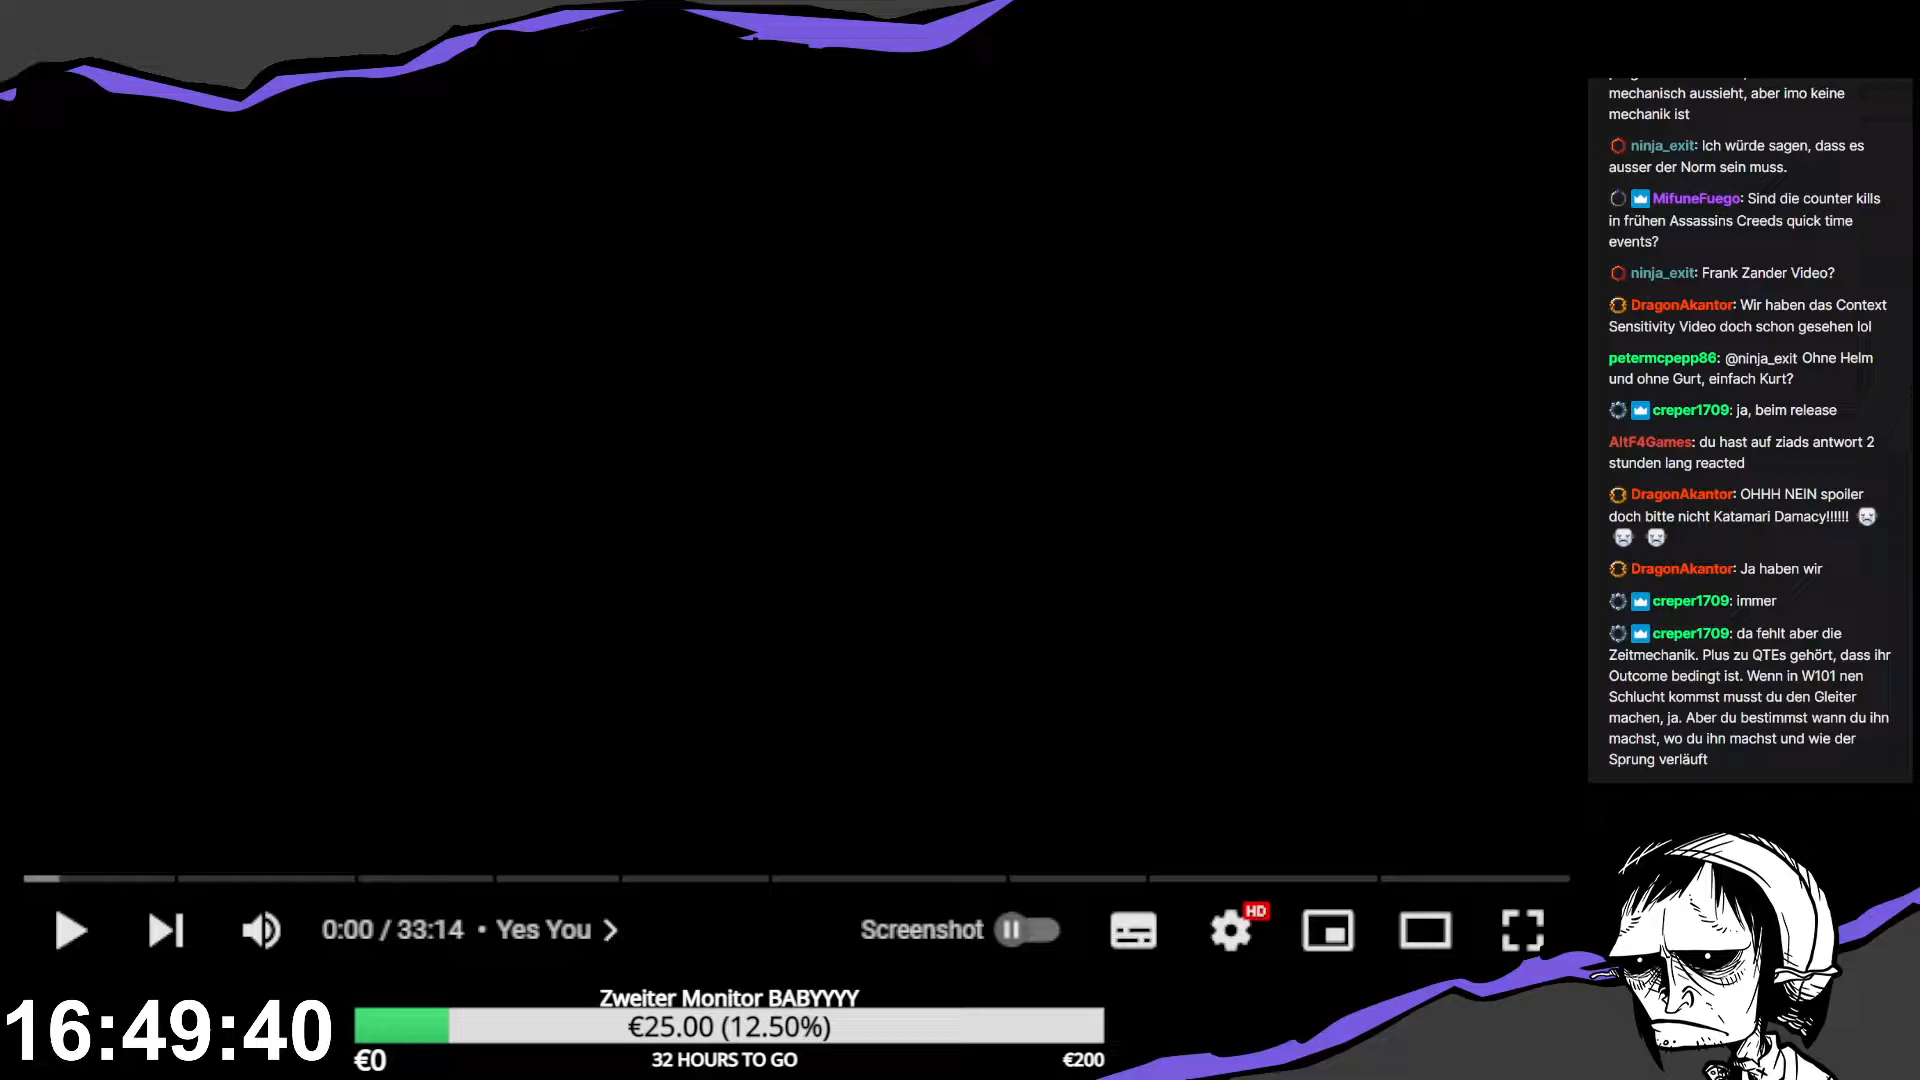 mechanisch aussieht, aber imo keine
mechanik ist
ninja_exit: Ich würde sagen, dass es
ausser der Norm sein muss.
MifuneFuego: Sind die counter kills
in frühen Assassins Creeds quick time
events?
ninja_exit: Frank Zander Video?
DragonAkantor: Wir haben das Context
Sensitivity Video doch schon gesehen lol
petermcpepp86: @ninja_exit Ohne Helm
und ohne Gurt, einfach Kurt?
creper1709: ja, beim release
AltF4Games: du hast auf ziads antwort 2
stunden lang reacted
DragonAkantor: OHHH NEIN spoiler
doch bitte nicht Katamari Damacy!!!!!!
DragonAkantor: Ja haben wir
creper1709: immer
creper1709: da fehlt aber die
Zeitmechanik. Plus zu QTEs gehört, dass ihr
Outcome bedingt ist. Wenn in W101 nen
Schlucht kommst musst du den Gleiter
machen, ja. Aber du bestimmst wann du ihn
machst, wo du ihn machst und wie der
Sprung verläuft
0:00 / 33:14 • Yes You
Screenshot
HD
16:49:40
Zweiter Monitor BABYYYY
€25.00 (12.50%)
€0
32 HOURS TO GO
€200